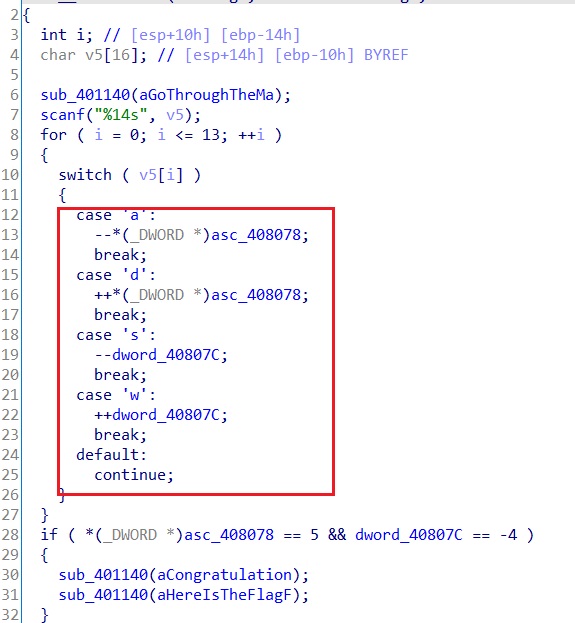 2 {
3 int i; // [esp+10h] [ebp-14h]
4 char v5[16]; // [esp+14h] [ebp-10h] BYREF
5
6 sub_401140(aGoThroughTheMa);
7 scanf("%14s", v5);
8 for ( i = 0; i <= 13; ++i )
9 {
10 switch ( v5[i] )
11 {
12 case 'a':
13 --*(_DWORD *)asc_408078;
14 break;
15 case 'd':
16 ++*(_DWORD *)asc_408078;
17 break;
18 case 's':
19 --dword_40807C;
20 break;
21 case 'w':
22 ++dword_40807C;
23 break;
24 default:
25 continue;
26 }
27 }
28 if ( *(_DWORD *)asc_408078 == 5 && dword_40807C == -4 )
29 {
30 sub_401140(aCongratulation);
31 sub_401140(aHereIsTheFlagF);
32 }